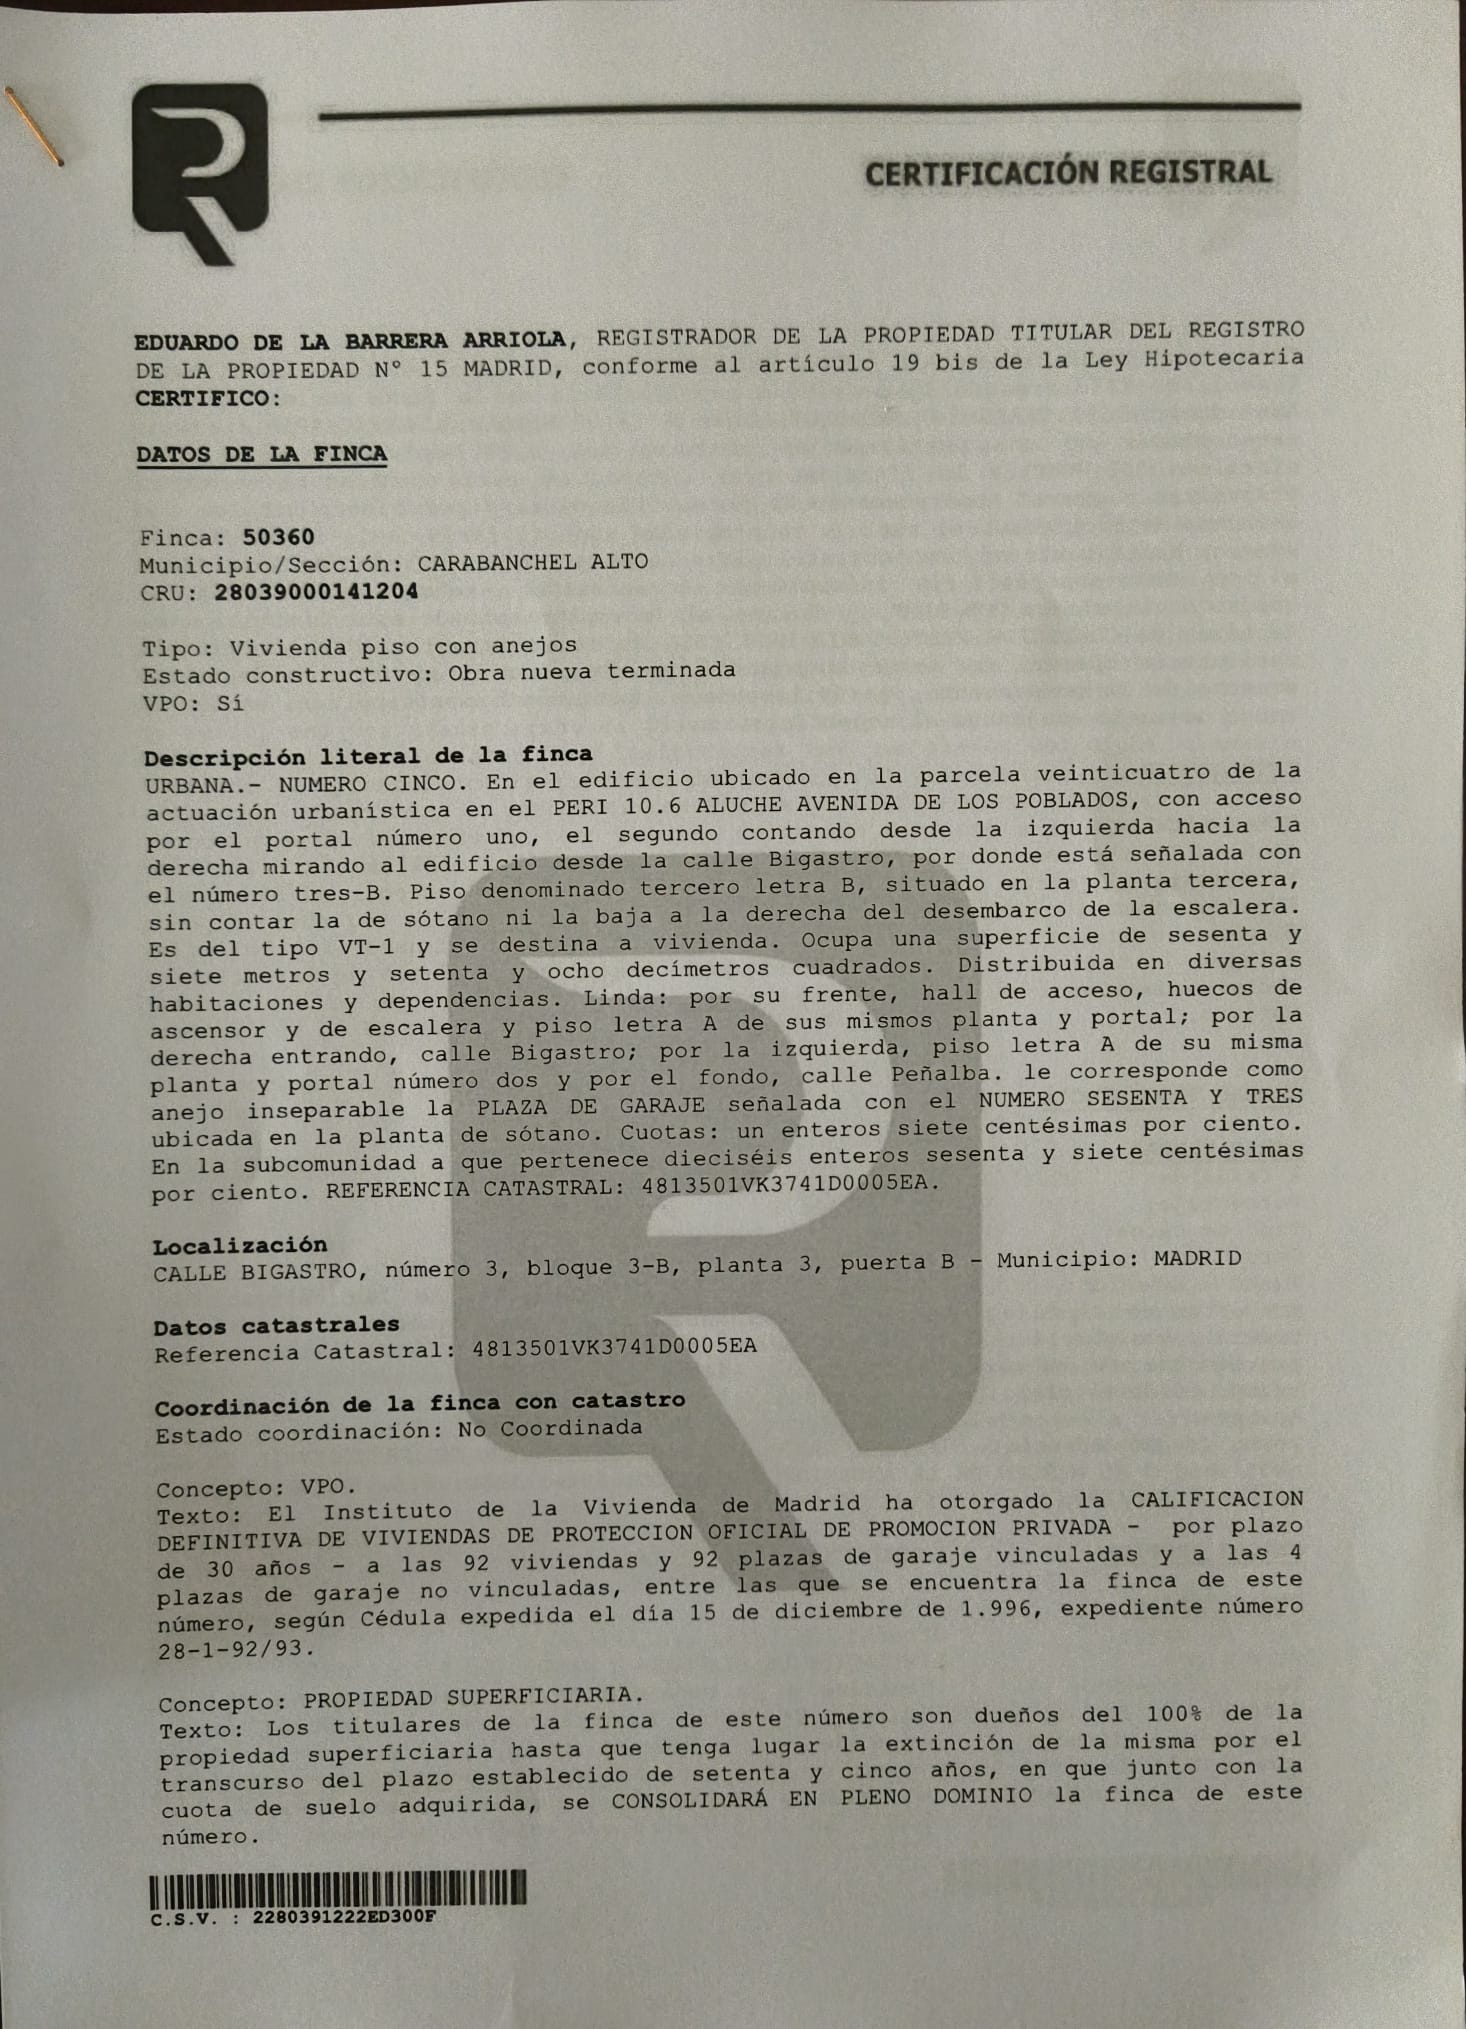 CERTIFICACIÓN REGISTRAL
EDUARDO DE LA BARRERA ARRIOLA, REGISTRADOR DE LA PROPIEDAD TITULAR DEL REGISTRO
DE LA PROPIEDAD Nº 15 MADRID, conforme al artículo 19 bis de la Ley Hipotecaria
CERTIFICO:
DATOS DE LA FINCA
Finca: 50360
Municipio/Sección: CARABANCHEL ALTO
CRU: 28039000141204
Tipo: Vivienda piso con anejos
Estado constructivo: Obra nueva terminada
VPO: Sí
Descripción literal de la finca
URBANA.- NUMERO CINCO. En el edificio ubicado en la parcela veinticuatro de la
actuación urbanística en el PERI 10.6 ALUCHE AVENIDA DE LOS POBLADOS, con acceso
por el portal número uno, el segundo contando desde la izquierda hacia la
derecha mirando al edificio desde la calle Bigastro, por donde está señalada con
el número tres-B. Piso denominado tercero letra B, situado en la planta tercera,
sin contar la de sótano ni la baja a la derecha del desembarco de la escalera.
Es del tipo VT-1 y se destina a vivienda. Ocupa una superficie de sesenta y
siete metros y setenta y ocho decímetros cuadrados. Distribuida en diversas
habitaciones y dependencias. Linda: por su frente, hall de acceso, huecos de
ascensor y de escalera y piso letra A de sus mismos planta y portal; por la
derecha entrando, calle Bigastro; por la izquierda, piso letra A de su misma
planta y portal número dos y por el fondo, calle Peñalba. le corresponde como
anejo inseparable la PLAZA DE GARAJE señalada con el NUMERO SESENTA Y TRES
ubicada en la planta de sótano. Cuotas: un enteros siete centésimas por ciento.
En la subcomunidad a que pertenece dieciséis enteros sesenta y siete centésimas
por ciento. REFERENCIA CATASTRAL: 4813501VK3741D0005EA.
Localización
CALLE BIGASTRO, número 3, bloque 3-B, planta 3, puerta B - Municipio: MADRID
Datos catastrales
Referencia Catastral: 4813501VK3741D0005EA
Coordinación de la finca con catastro
Estado coordinación: No Coordinada
Concepto: VPO.
Texto: El Instituto de la Vivienda de Madrid ha otorgado la CALIFICACION
DEFINITIVA DE VIVIENDAS DE PROTECCION OFICIAL DE PROMOCION PRIVADA - por plazo
de 30 años - a las 92 viviendas y 92 plazas de garaje vinculadas y a las 4
plazas de garaje no vinculadas, entre las que se encuentra la finca de este
número, según Cédula expedida el día 15 de diciembre de 1.996, expediente número
28-1-92/93.
Concepto: PROPIEDAD SUPERFICIARIA.
Texto: Los titulares de la finca de este número son dueños del 100% de la
propiedad superficiaria hasta que tenga lugar la extinción de la misma por el
transcurso del plazo establecido de setenta y cinco años, en que junto con la
cuota de suelo adquirida, se CONSOLIDARÁ EN PLENO DOMINIO la finca de este
número.
C.S.V. : 2280391222ED300F